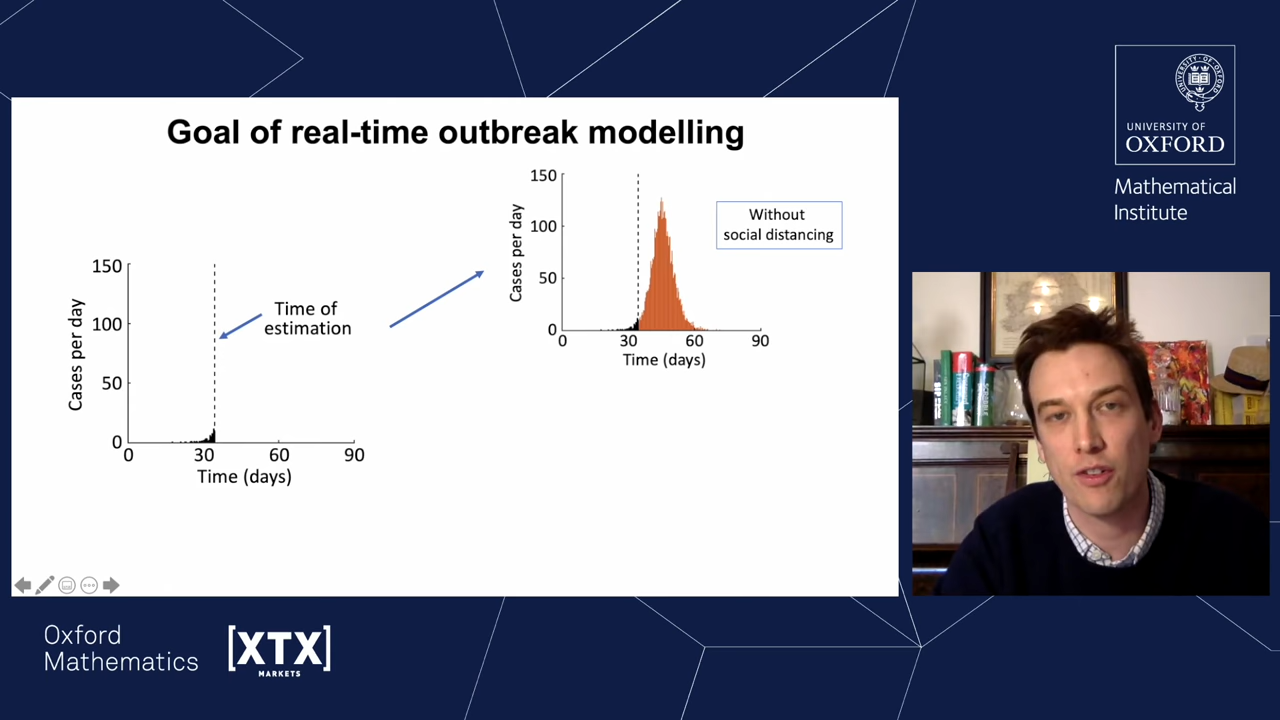 Goal of real-time outbreak modelling
150
100
50
0
Cases per day
0
30
60
90
Time (days)
Time of
estimation
150
100
50
0
Cases per day
0
30
60
90
Time (days)
Without
social distancing
UNIVERSITY OF
OXFORD
Mathematical
Institute
SCRABBLE
Oxford
Mathematics
[XTX]
MARKETS